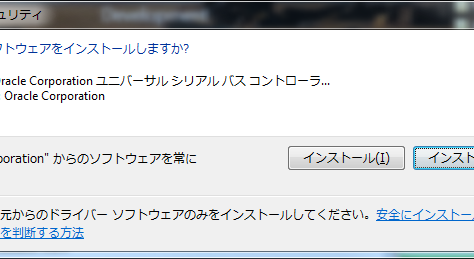 ュリティ
フトウェアをインストールしますか?
Oracle Corporation ユニバーサル シリアル バス コントローラ...
Oracle Corporation
poration" からのソフトウェアを常に
インストール(I)
インスト
元からのドライバー ソフトウェアのみをインストールしてください。安全にインストー
を判断する方法